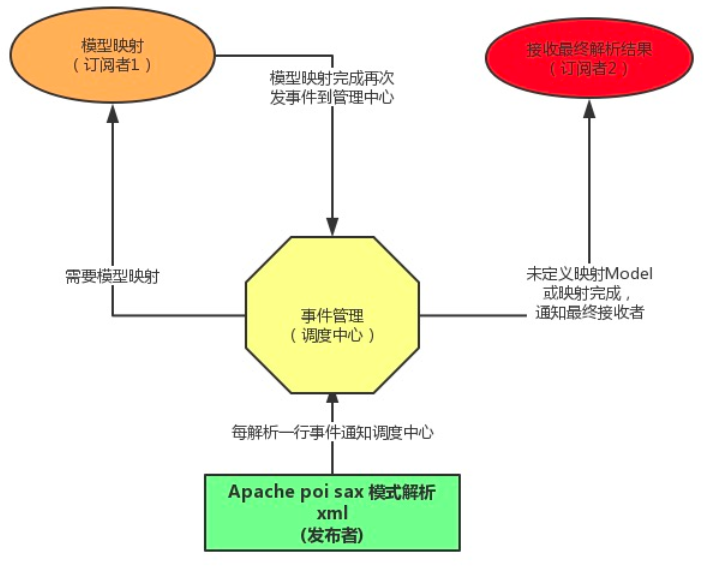 模型映射
（订阅者1）
接收最终解析结果
（订阅者2）
模型映射完成再次
发事件到管理中心
需要模型映射
未定义映射Model
或映射完成，
通知最终接收者
事件管理
（调度中心）
每解析一行事件通知调度中心
Apache poi sax 模式解析
xml
(发布者)